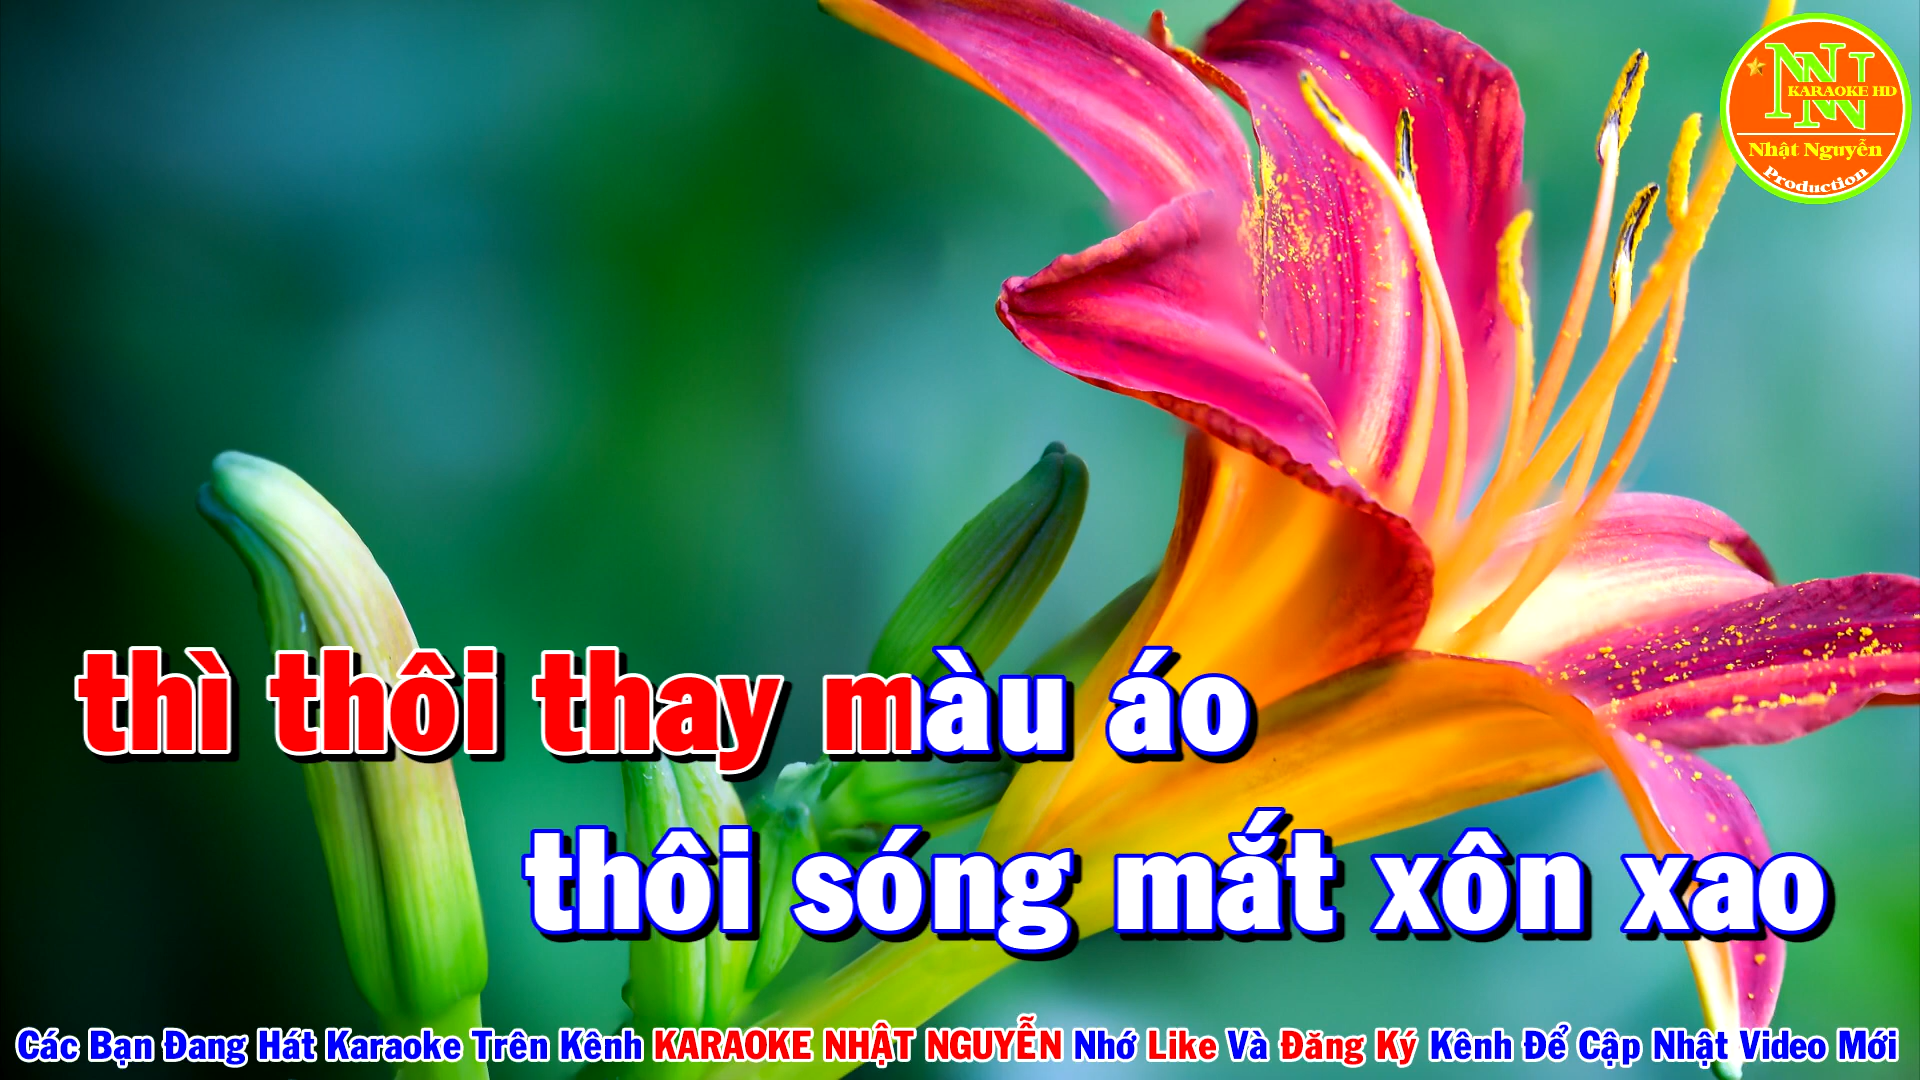 NN
KARAOKE HD
NN
Nhật Nguyễn
Production
thì thôi thay màu áo
thôi sóng mắt xôn xao
Các Bạn Đang Hát Karaoke Trên Kênh KARAOKE NHẬT NGUYỄN Nhớ Like Và Đăng Ký Kênh Để Cập Nhật Video Mới